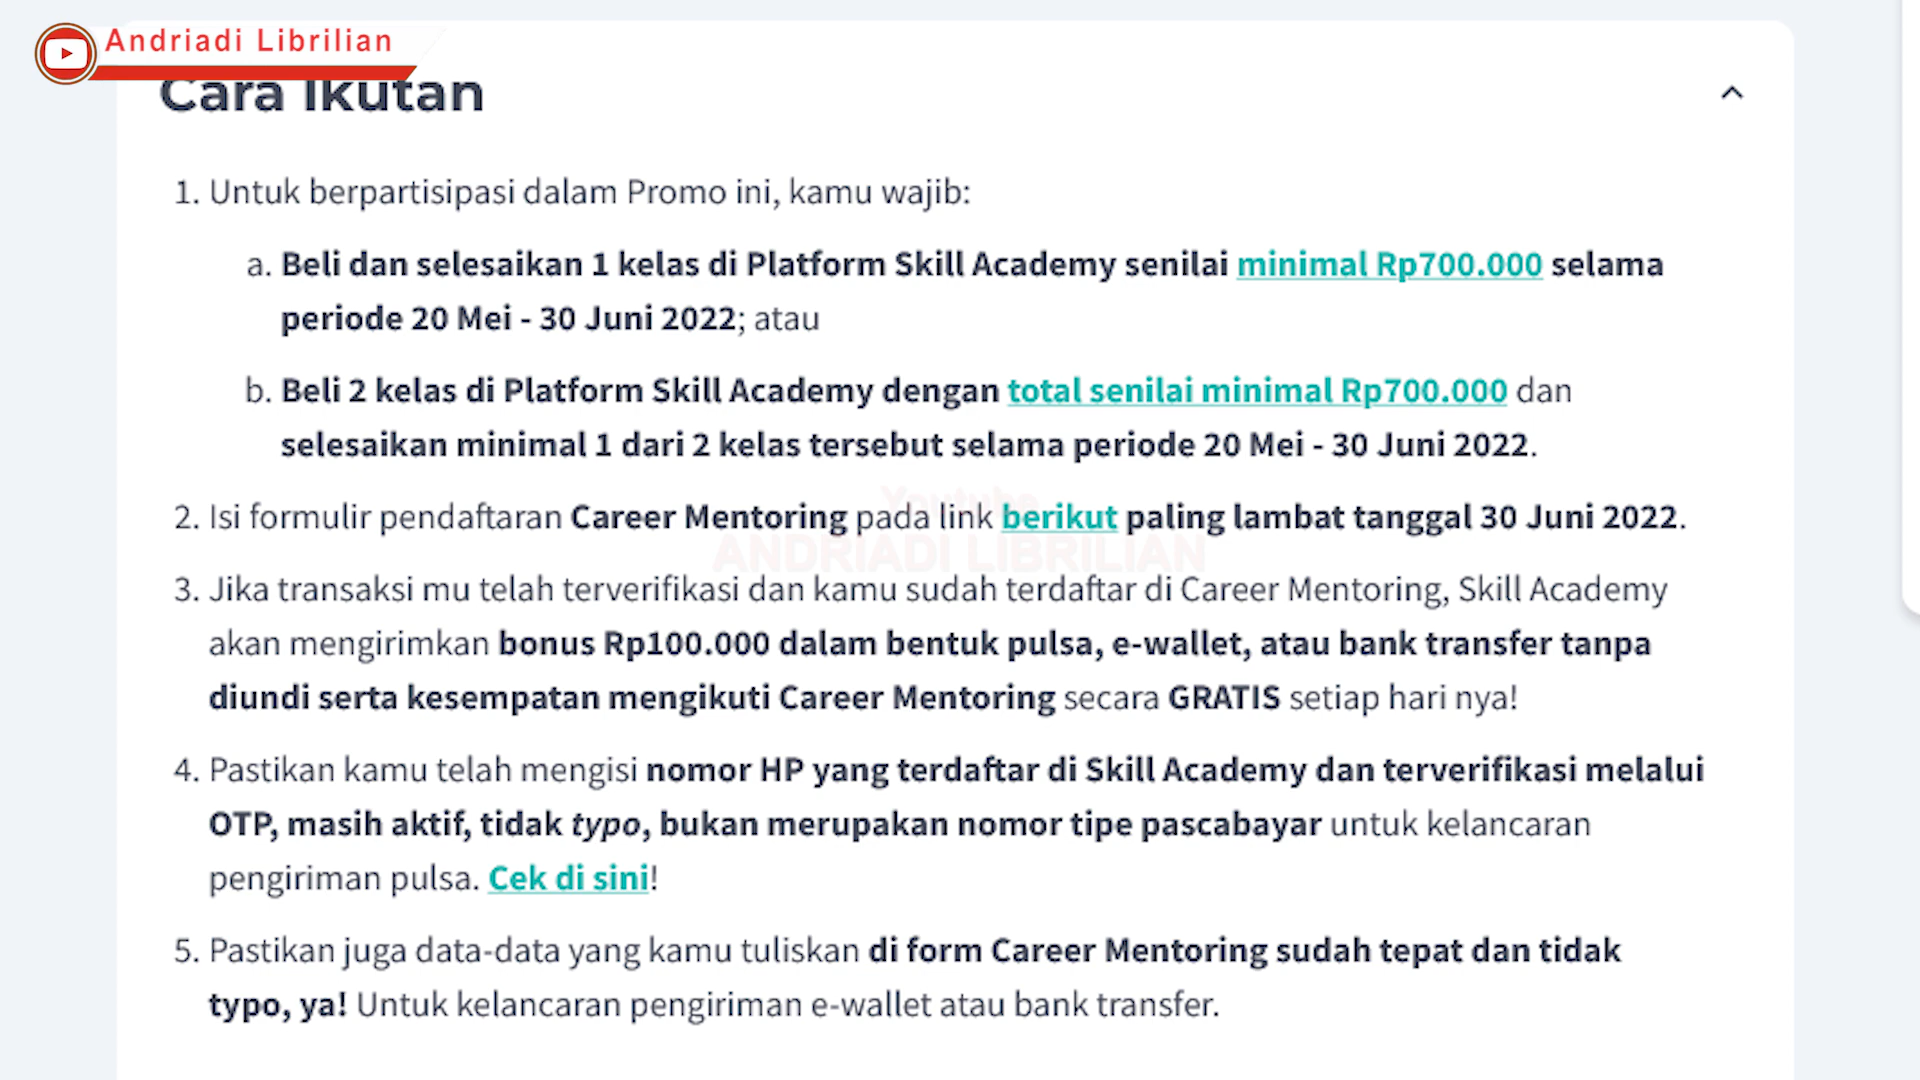 Andriadi Librilian
Cara Ikutan
1. Untuk berpartisipasi dalam Promo ini, kamu wajib:
a. Beli dan selesaikan 1 kelas di Platform Skill Academy senilai minimal Rp700.000 selama
periode 20 Mei - 30 Juni 2022; atau
b. Beli 2 kelas di Platform Skill Academy dengan total senilai minimal Rp700.000 dan
selesaikan minimal 1 dari 2 kelas tersebut selama periode 20 Mei - 30 Juni 2022.
Youtube
2. Isi formulir pendaftaran Career Mentoring pada link berikut paling lambat tanggal 30 Juni 2022.
ANDRIADI LIBRILIAN
3. Jika transaksi mu telah terverifikasi dan kamu sudah terdaftar di Career Mentoring, Skill Academy
akan mengirimkan bonus Rp100.000 dalam bentuk pulsa, e-wallet, atau bank transfer tanpa
diundi serta kesempatan mengikuti Career Mentoring secara GRATIS setiap hari nya!
4. Pastikan kamu telah mengisi nomor HP yang terdaftar di Skill Academy dan terverifikasi melalui
OTP, masih aktif, tidak typo, bukan merupakan nomor tipe pascabayar untuk kelancaran
pengiriman pulsa. Cek di sini!
5. Pastikan juga data-data yang kamu tuliskan di form Career Mentoring sudah tepat dan tidak
typo, ya! Untuk kelancaran pengiriman e-wallet atau bank transfer.